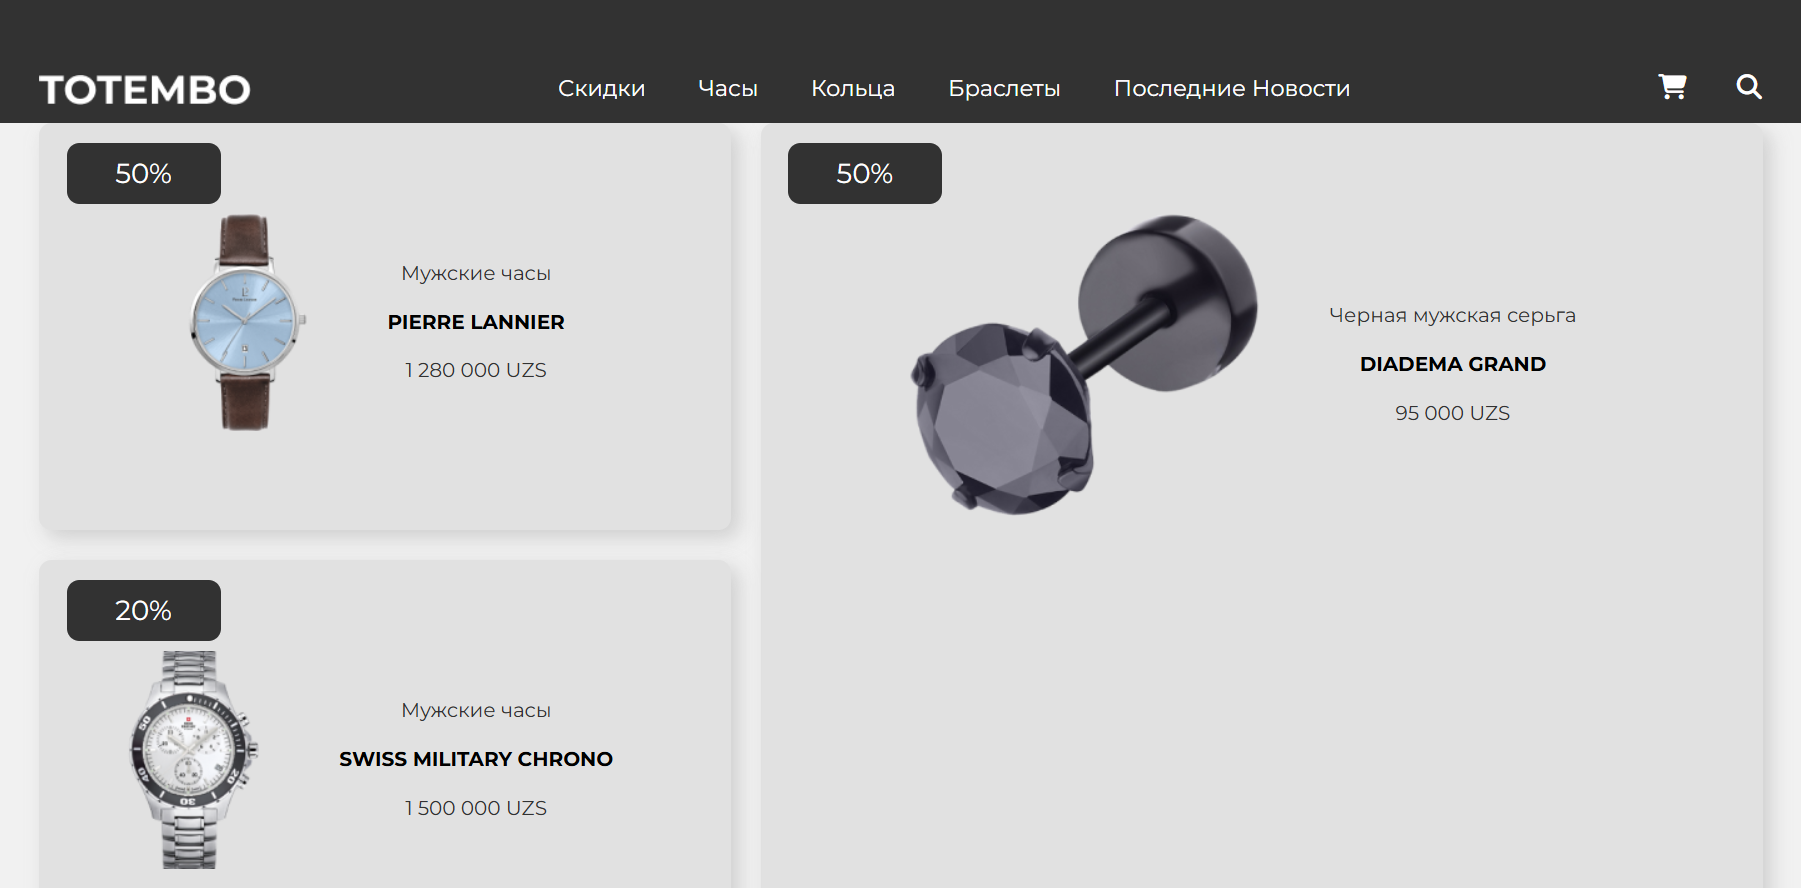 TOTEMBO
Скидки Часы Кольца Браслеты Последние Новости
50%
Мужские часы
PIERRE LANNIER
1 280 000 UZS
50%
Черная мужская серьга
DIADEMA GRAND
95 000 UZS
20%
Мужские часы
SWISS MILITARY CHRONO
1 500 000 UZS